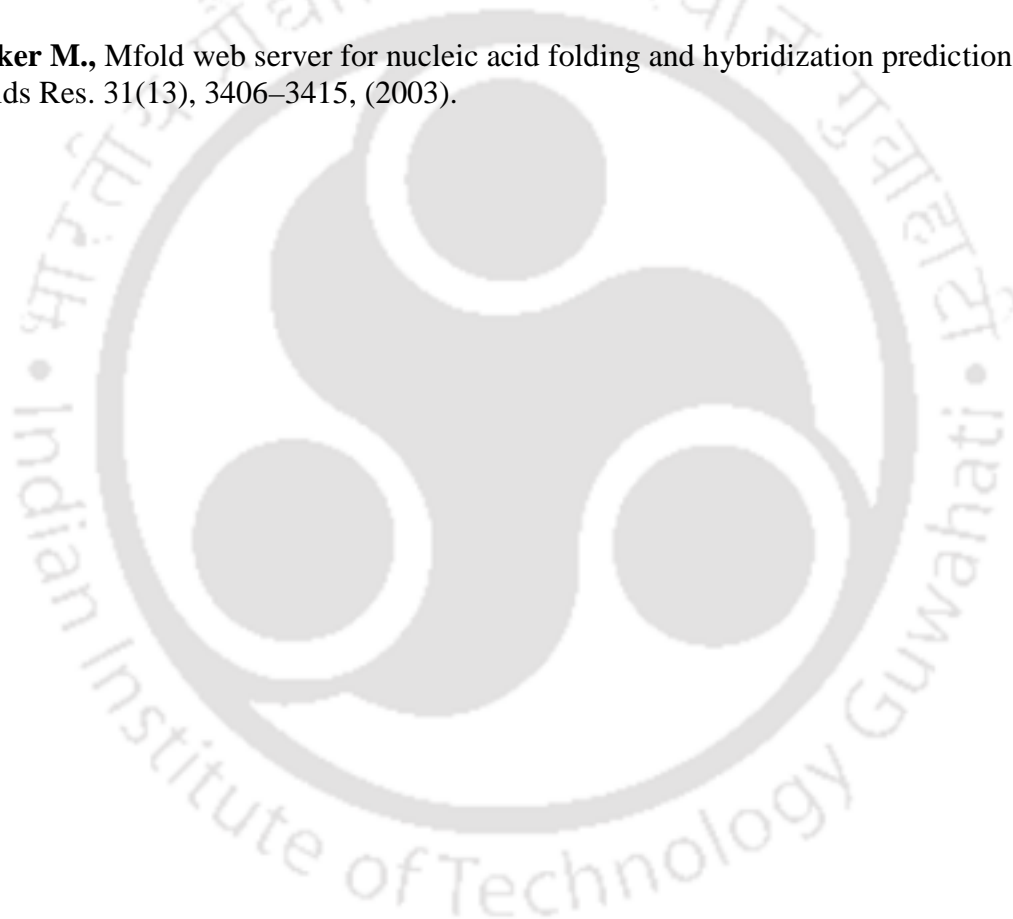 ker M., Mfold web server for nucleic acid folding and hybridization prediction
ds Res. 31(13), 3406–3415, (2003).
• Indian Institute of Technology Guwahati •